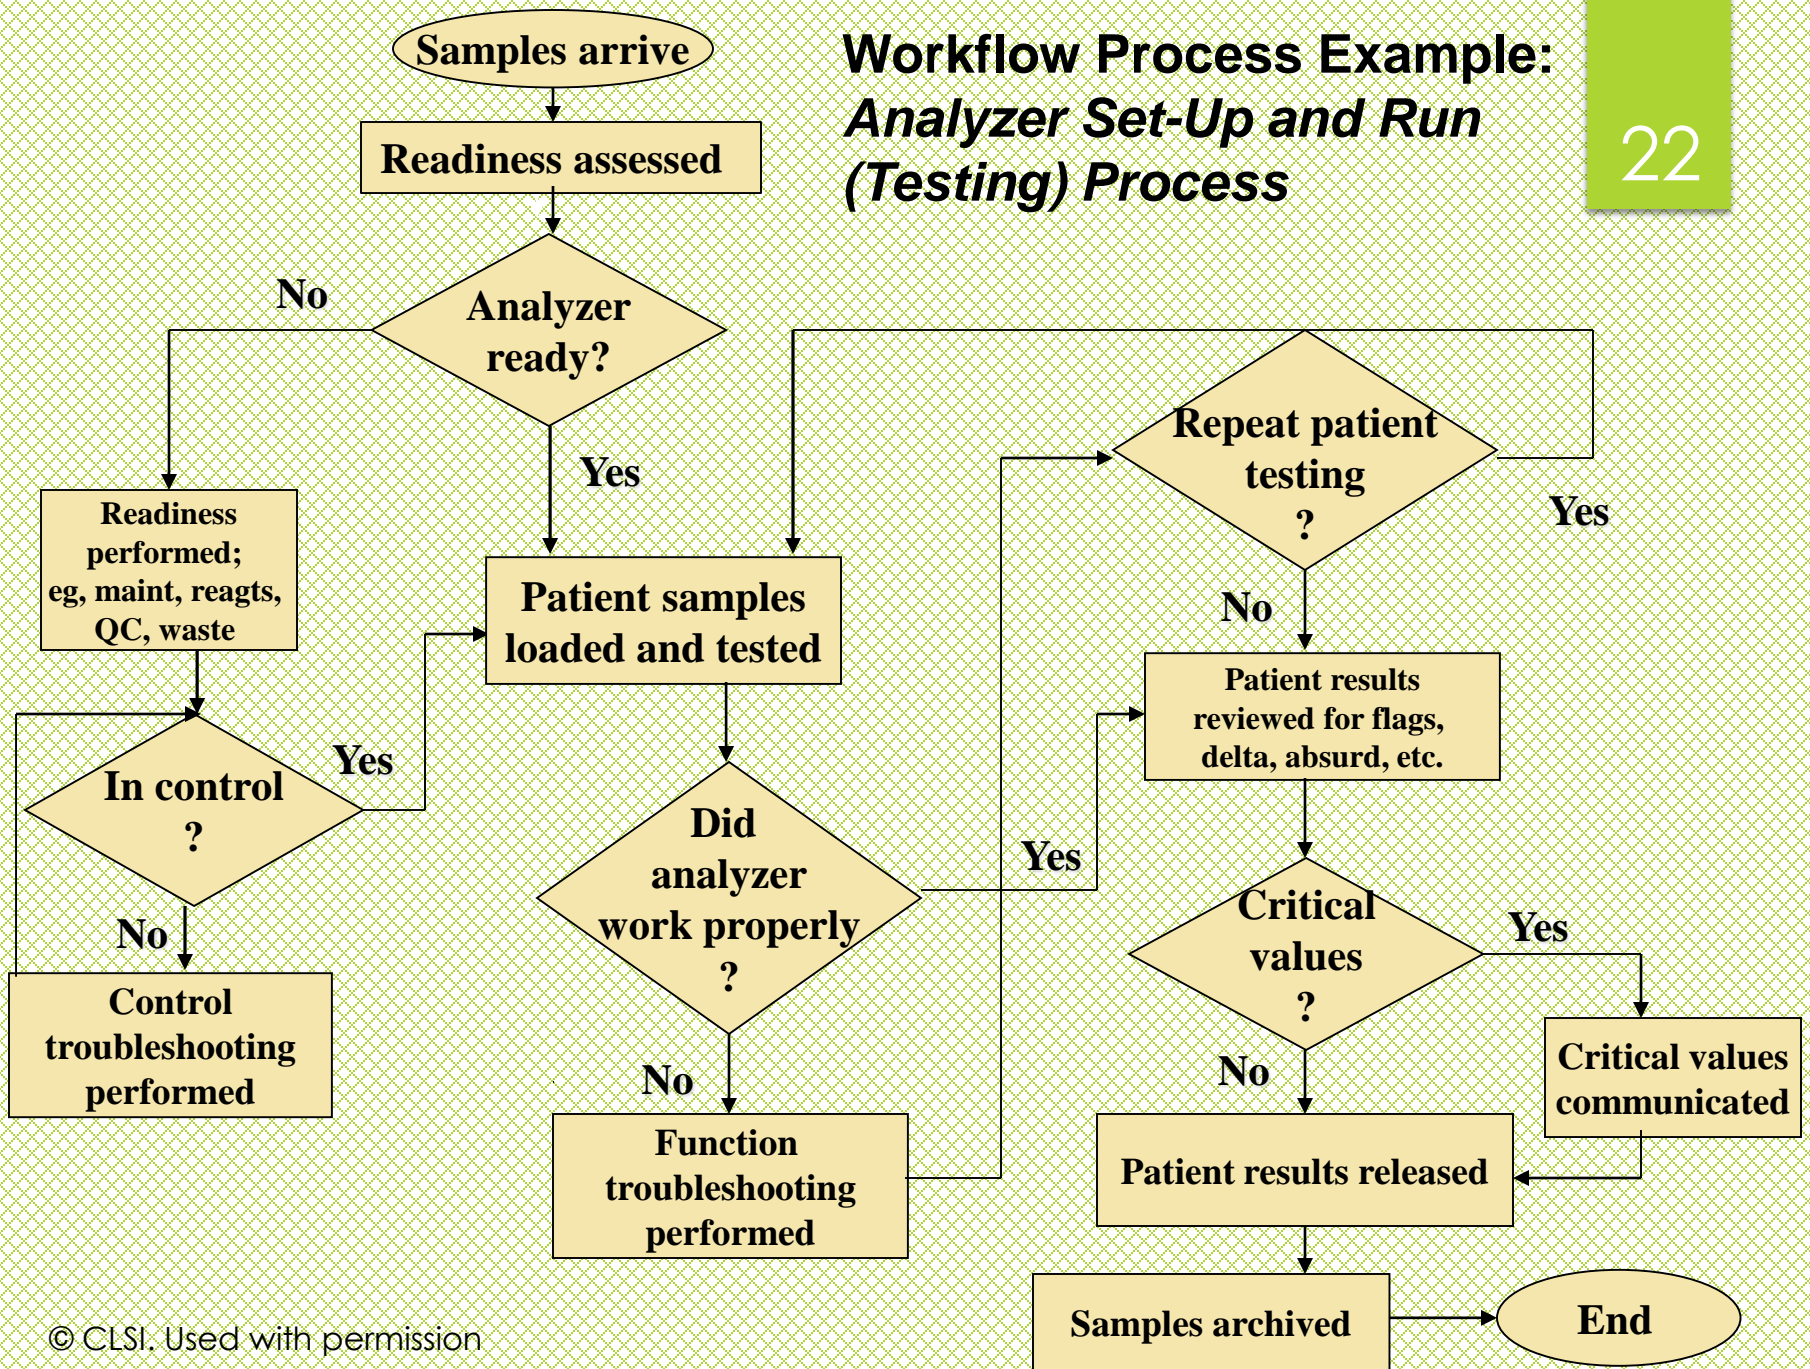 Samples arrive
Workflow Process Example:
Analyzer Set-Up and Run
(Testing) Process
22
Readiness assessed
No
Analyzer
ready?
Yes
Repeat patient
testing
?
Yes
Readiness
performed;
eg, maint, reagts,
QC, waste
Patient samples
loaded and tested
No
Patient results
reviewed for flags,
delta, absurd, etc.
Yes
In control
?
Did
analyzer
work properly
?
Yes
Critical
values
?
Yes
No
Control
troubleshooting
performed
No
No
Critical values
communicated
Function
troubleshooting
performed
Patient results released
Samples archived
End
© CLSI. Used with permission